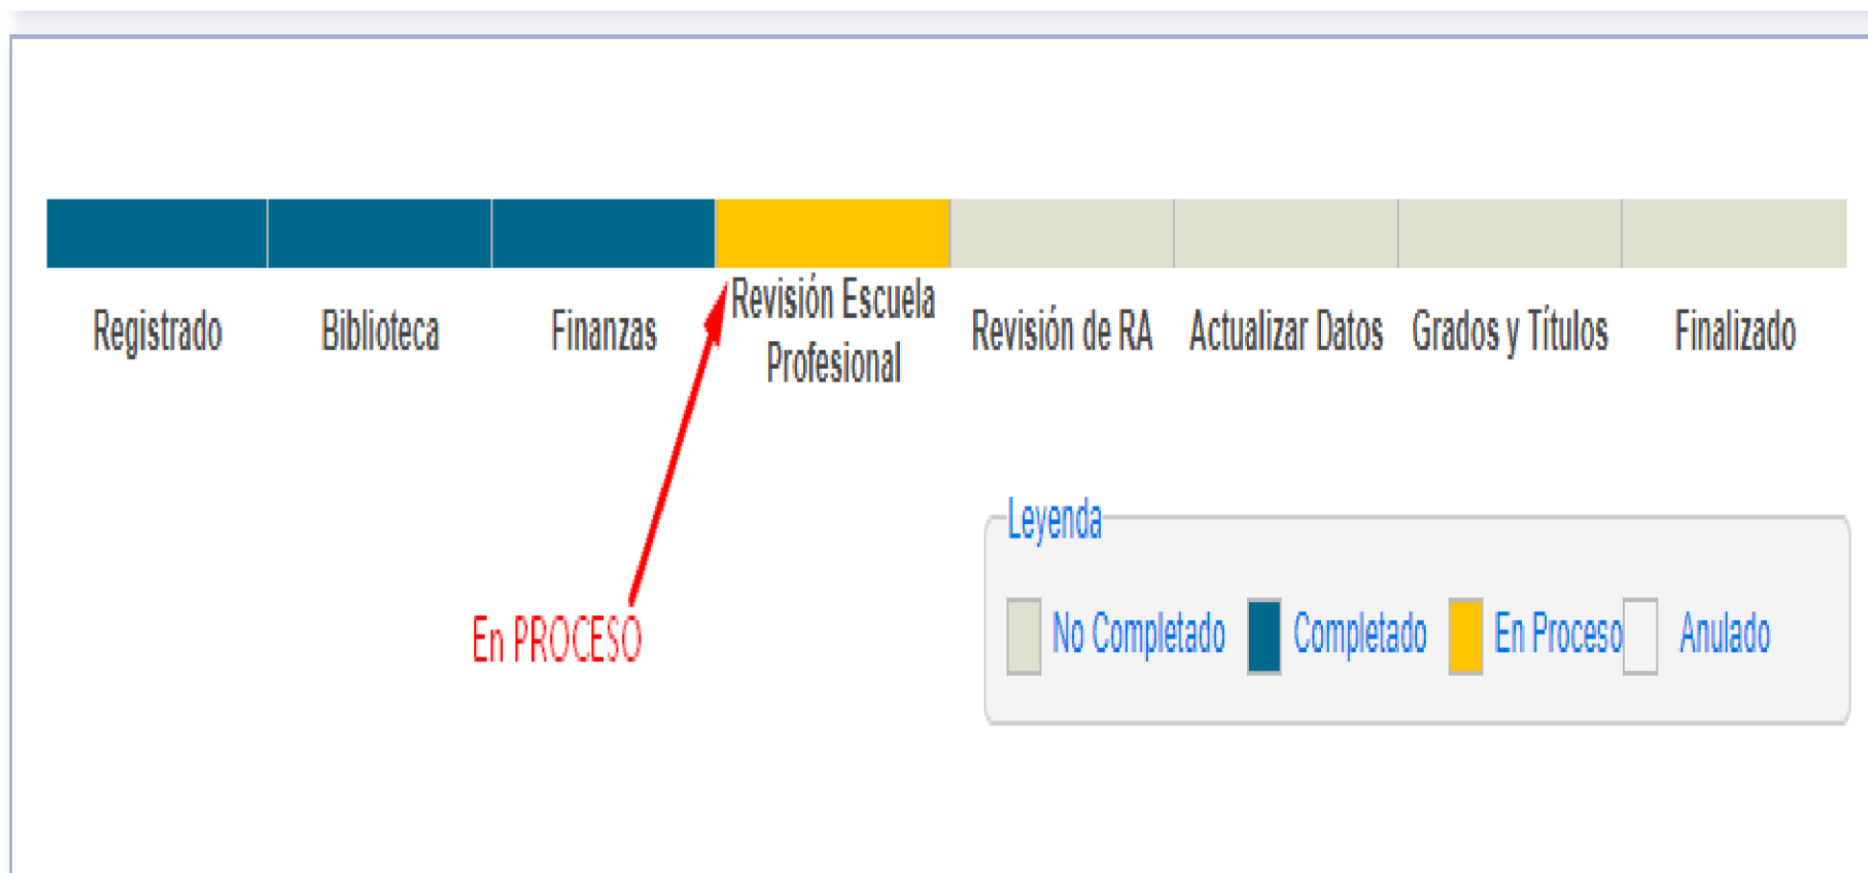 Registrado
Biblioteca
Finanzas
Revisión Escuela
Profesional
Revisión de RA
Actualizar Datos
Grados y Títulos
Finalizado
En PROCESO
Leyenda
No Completado
Completado
En Proceso
Anulado